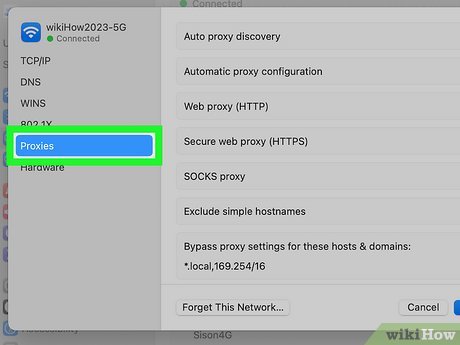 Connected
wikiHow2023-5G
Connected
TCP/IP
DNS
WINS
802.1X
Proxies
Hardware
Auto proxy discovery
Automatic proxy configuration
Web proxy (HTTP)
Secure web proxy (HTTPS)
SOCKS proxy
Exclude simple hostnames
Bypass proxy settings for these hosts & domains:
*.local,169.254/16
Forget This Network...
Cancel
Accessibility
Sison4G
wikiHow